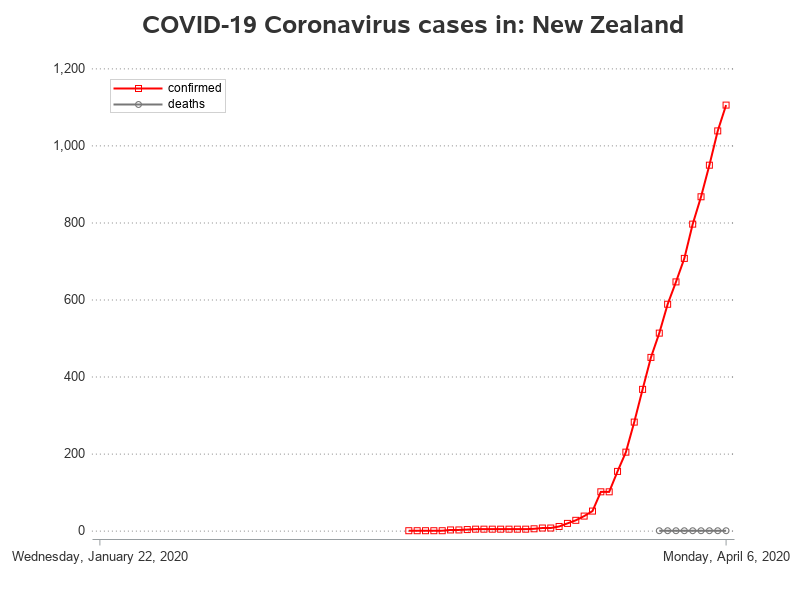 COVID-19 Coronavirus cases in: New Zealand
1,200
confirmed
deaths
1,000
800
600
400
200
0
Wednesday, January 22, 2020
Monday, April 6, 2020